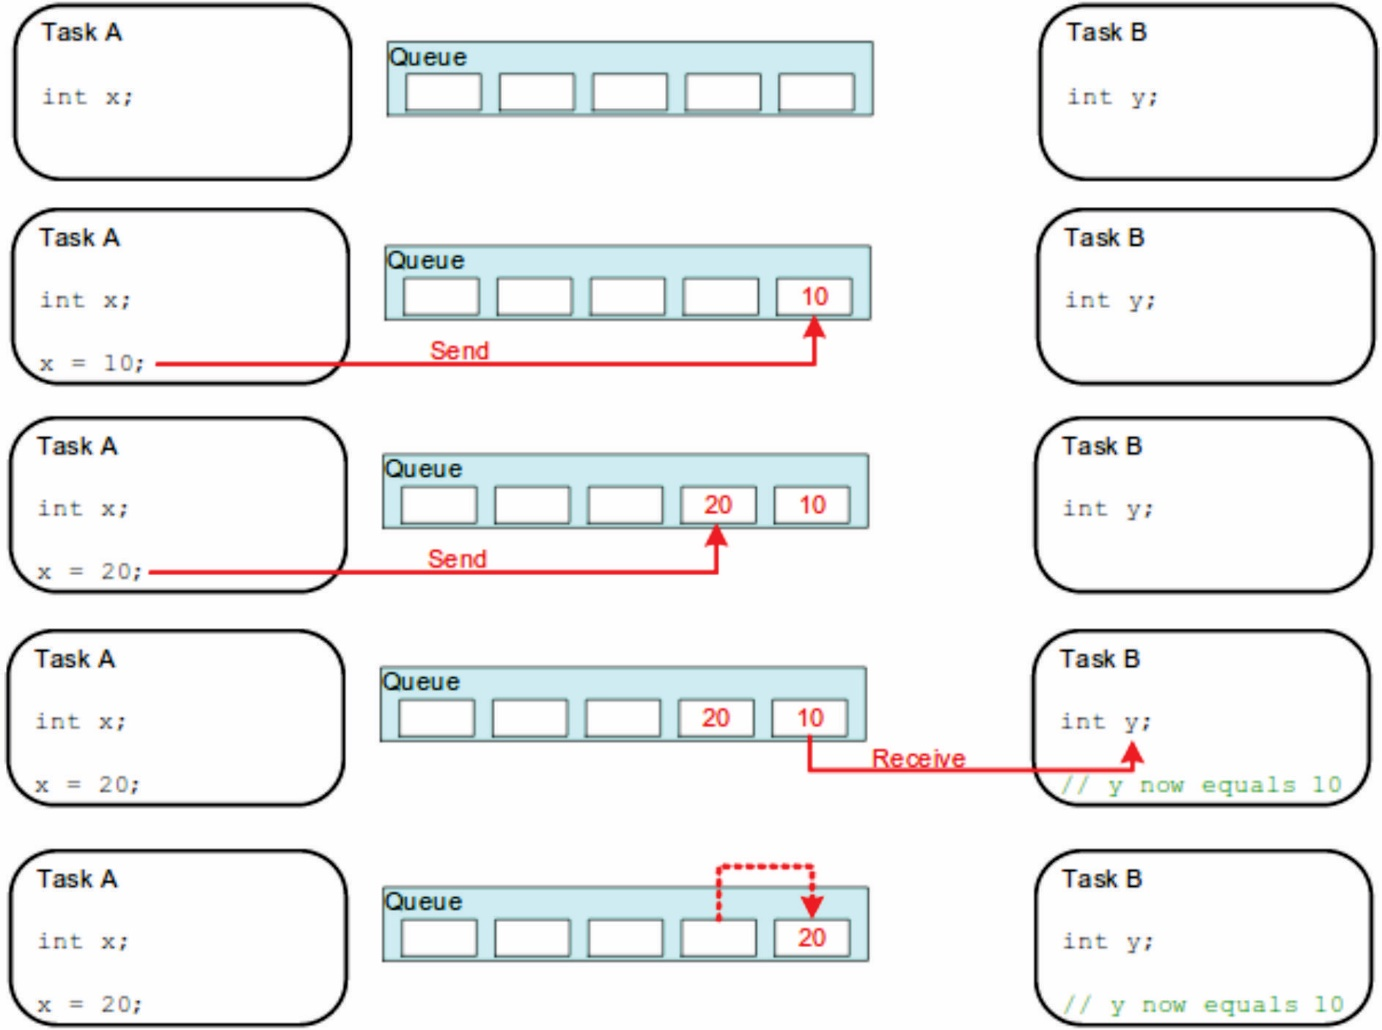 Task A
Queue
Task B
int x;
int y;
Task A
Queue
Task B
int x;
10
int y;
Send
x = 10;
Task A
Queue
Task B
int x;
20 10
int y;
Send
x = 20;
Task A
Queue
Task B
int x;
20 10
int y;
Receive
x = 20;
// y now equals 10
Task A
Queue
Task B
int x;
20
int y;
x = 20;
// y now equals 10